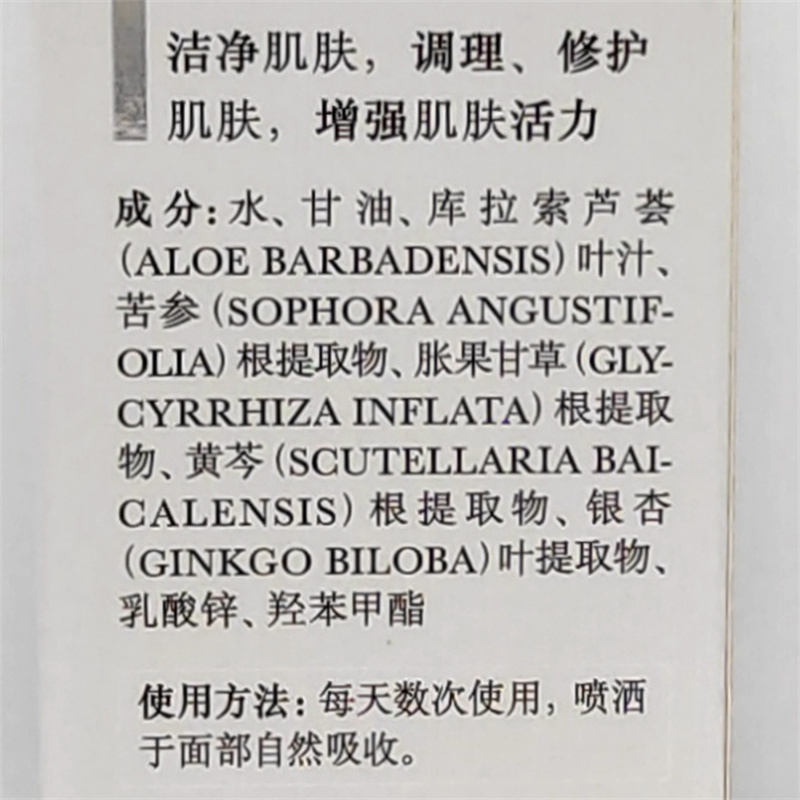 洁净肌肤，调理、修护
肌肤，增强肌肤活力
成分：水、甘油、库拉索芦荟
(ALOE BARBADENSIS)叶汁、
苦参(SOPHORA ANGUSTIF-
OLIA)根提取物、胀果甘草(GLY-
CYRRHIZA INFLATA)根提取
物、黄芩(SCUTELLARIA BAI-
CALENSIS)根提取物、银杏
(GINKGO BILOBA)叶提取物、
乳酸锌、羟苯甲酯
使用方法：每天数次使用，喷洒
于面部自然吸收。